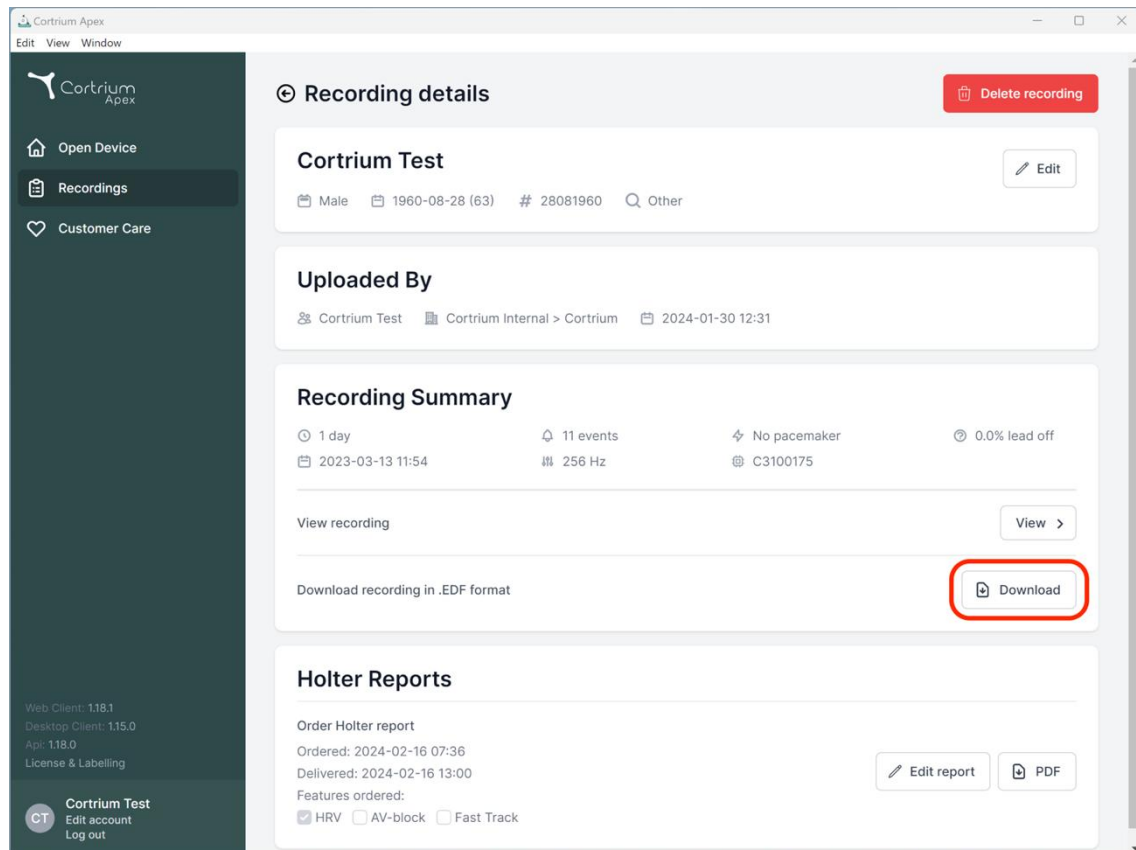 Cortrium Apex
Edit View Window
Cortrium
Apex
Open Device
Recordings
Customer Care
Web Client: 1.18.1
Desktop Client: 1.15.0
Api: 1.18.0
License & Labelling
CT
Cortrium Test
Edit account
Log out
Recording details
Delete recording
Cortrium Test
Edit
Male 1960-08-28 (63) # 28081960 Other
Uploaded By
Cortrium Test Cortrium Internal > Cortrium 2024-01-30 12:31
Recording Summary
1 day 11 events No pacemaker 0.0% lead off
2023-03-13 11:54 256 Hz C3100175
View recording View >
Download recording in .EDF format Download
Holter Reports
Order Holter report
Ordered: 2024-02-16 07:36
Delivered: 2024-02-16 13:00
Edit report PDF
Features ordered:
HRV AV-block Fast Track